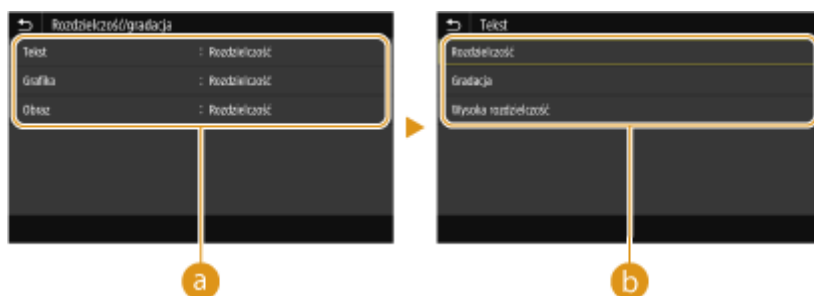 Rozdzielczość/gradacja
Tekst : Rozdzielczość
Grafika : Rozdzielczość
Obraz : Rozdzielczość
a
Tekst
Rozdzielczość
Gradacja
Wysoka rozdzielczość
b